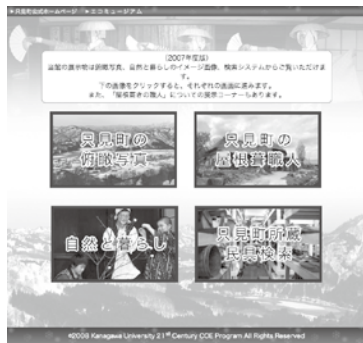 ▶只見町公式ホームページ ▶エコミュージアム
(2007年度版)
当館の展示物は俯瞰写真、自然と暮らしのイメージ画像、検索システムからご覧いただけま
す。
下の画像をクリックすると、それぞれの画面に進みます。
また、「屋根葺きの職人」についての展示コーナーもあります。
只見町の
俯瞰写真
只見町の
屋根葺職人
自然と暮らし
只見町所蔵
民具検索
©2008 Kanagawa University 21st Century COE Program All Rights Reserved